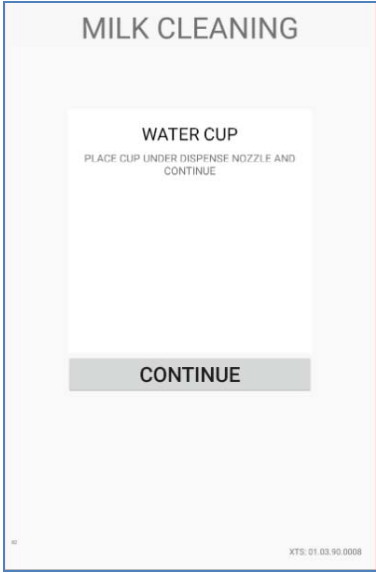 MILK CLEANING
WATER CUP
PLACE CUP UNDER DISPENSE NOZZLE AND
CONTINUE
CONTINUE
XTS: 01.03.90.0008